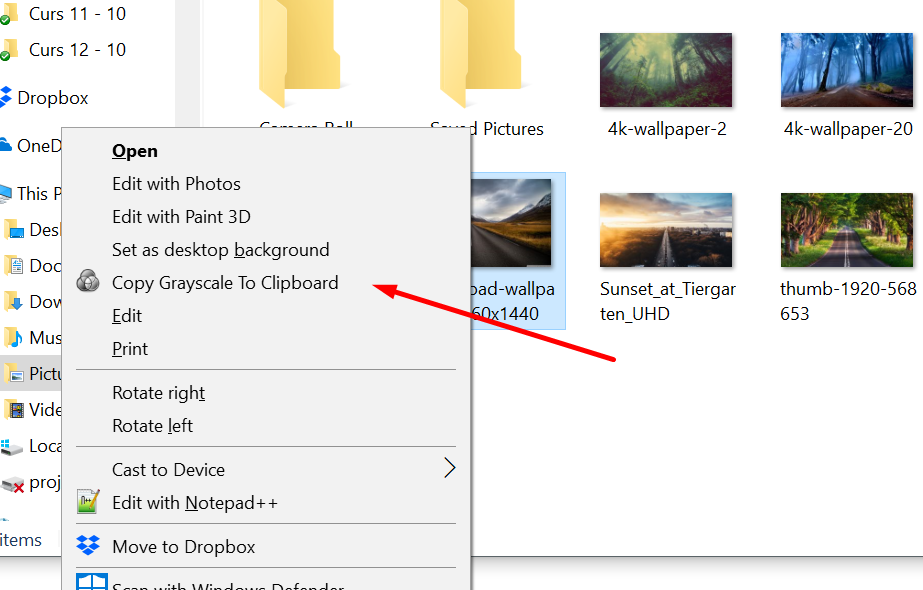 Curs 11 - 10
Curs 12 - 10
Dropbox
OneD
This P
Desk
Doc
Dow
Mus
Pictu
Vide
Loca
proj
items
Saved Pictures
4k-wallpaper-2
4k-wallpaper-20
oad-wallpa
60x1440
Sunset_at_Tiergar
ten_UHD
thumb-1920-568
653
Open
Edit with Photos
Edit with Paint 3D
Set as desktop background
Copy Grayscale To Clipboard
Edit
Print
Rotate right
Rotate left
Cast to Device
Edit with Notepad++
Move to Dropbox
Scan with Windows Defender